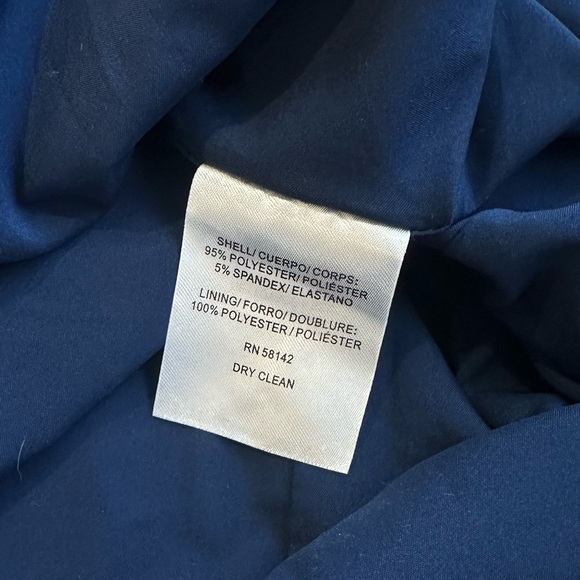 SHELL/ CUERPO/ CORPS:
95% POLYESTER/ POLIÉSTER
5% SPANDEX/ ELASTANO
LINING/ FORRO/ DOUBLURE:
100% POLYESTER / POLIÉSTER
RN 58142
DRY CLEAN